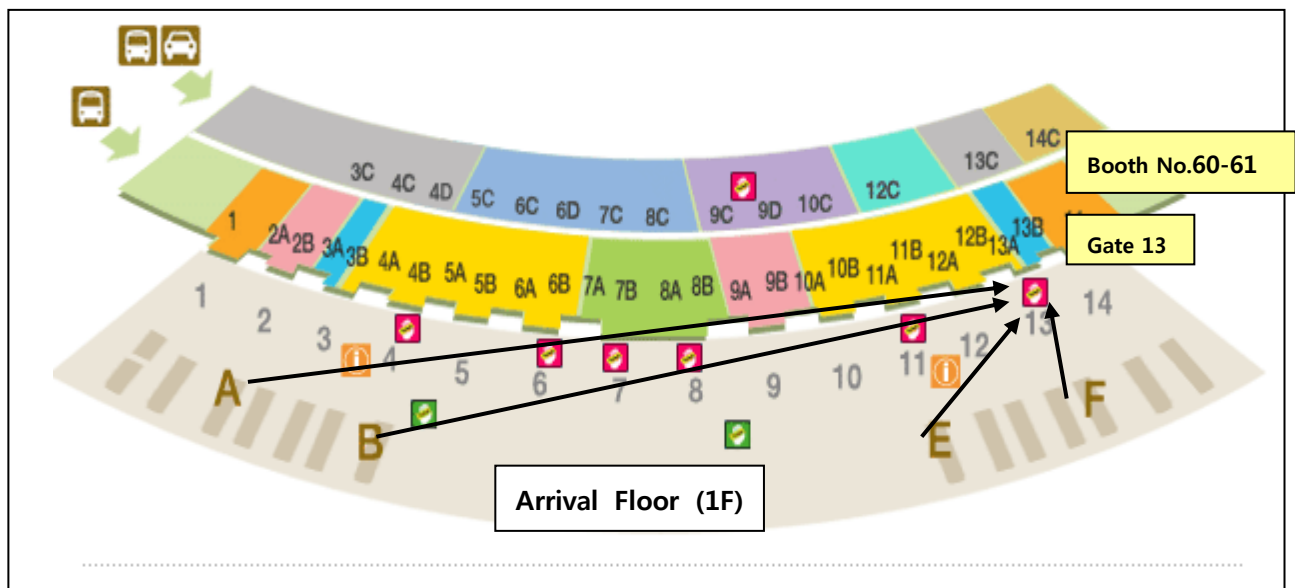 3C 4C 4D 5C 6C 6D 7C 8C 9C 9D 10C 12C 13C 14C
Booth No.60-61
1 2A 2B 3A 3B 4A 4B 5A 5B 6A 6B 7A 7B 8A 8B 9A 9B 10A 10B 11A 11B 12A 12B 13A 13B
Gate 13
1 2 3 4 5 6 7 8 9 10 11 12 13 14
A B E F
Arrival Floor (1F)